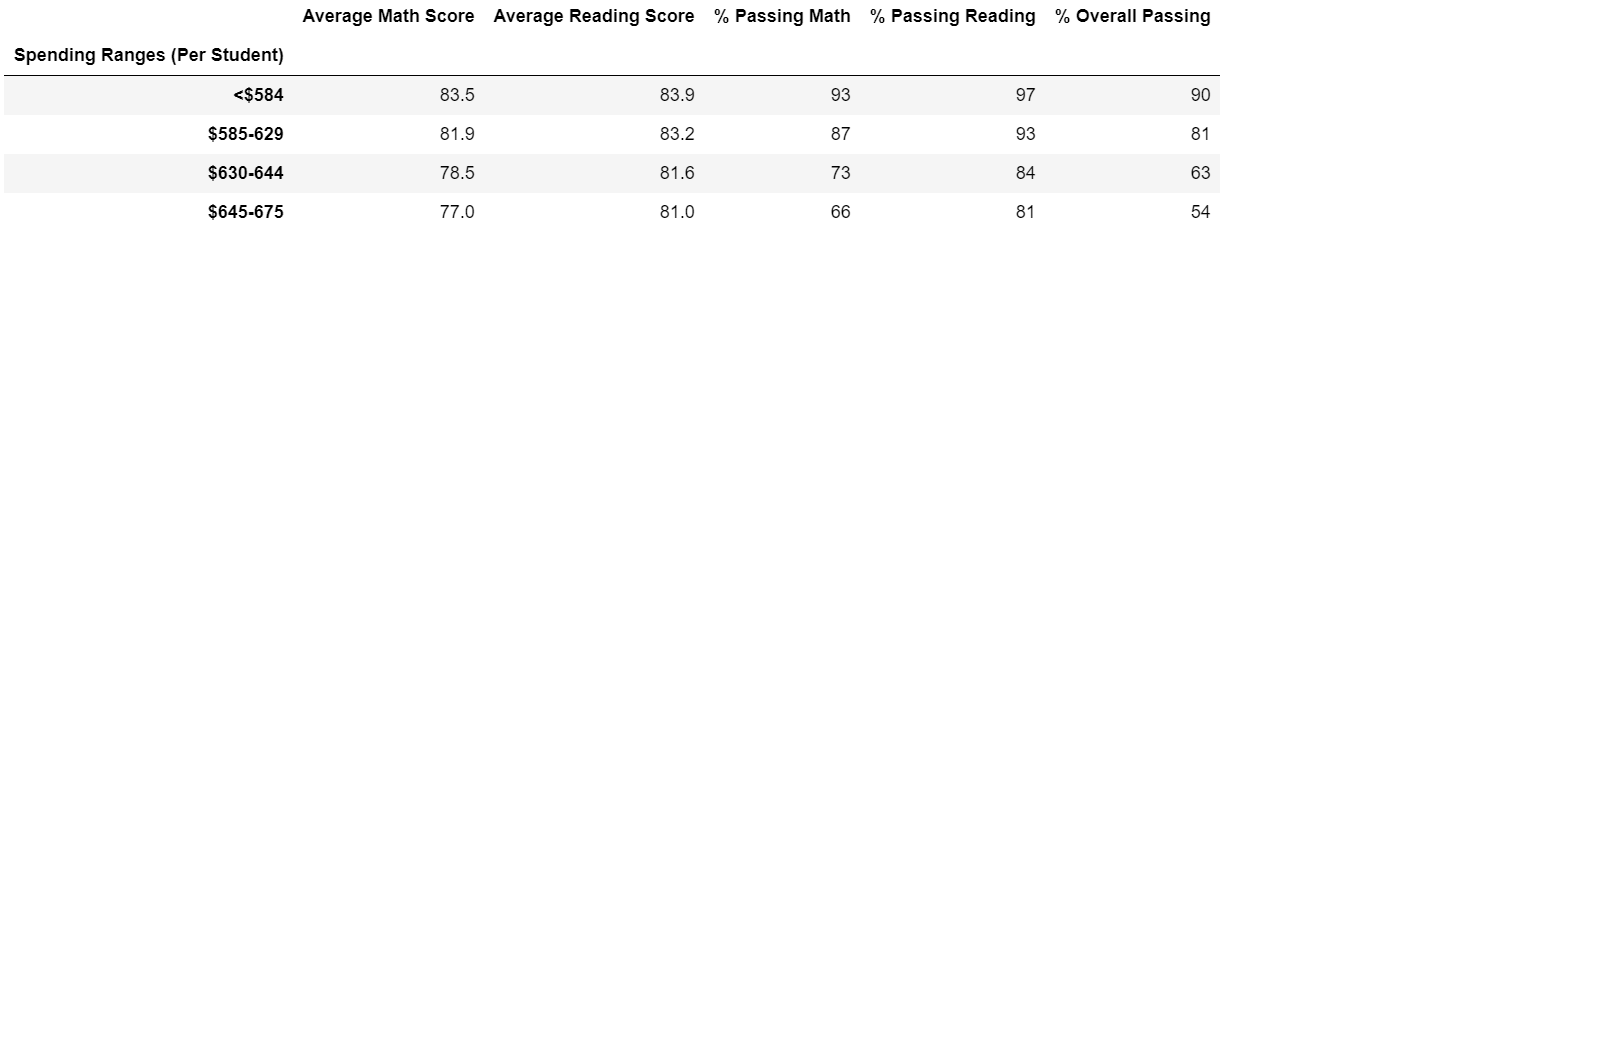 Average Math Score Average Reading Score % Passing Math % Passing Reading % Overall Passing
Spending Ranges (Per Student)
<$584 83.5 83.9 93 97 90
$585-629 81.9 83.2 87 93 81
$630-644 78.5 81.6 73 84 63
$645-675 77.0 81.0 66 81 54